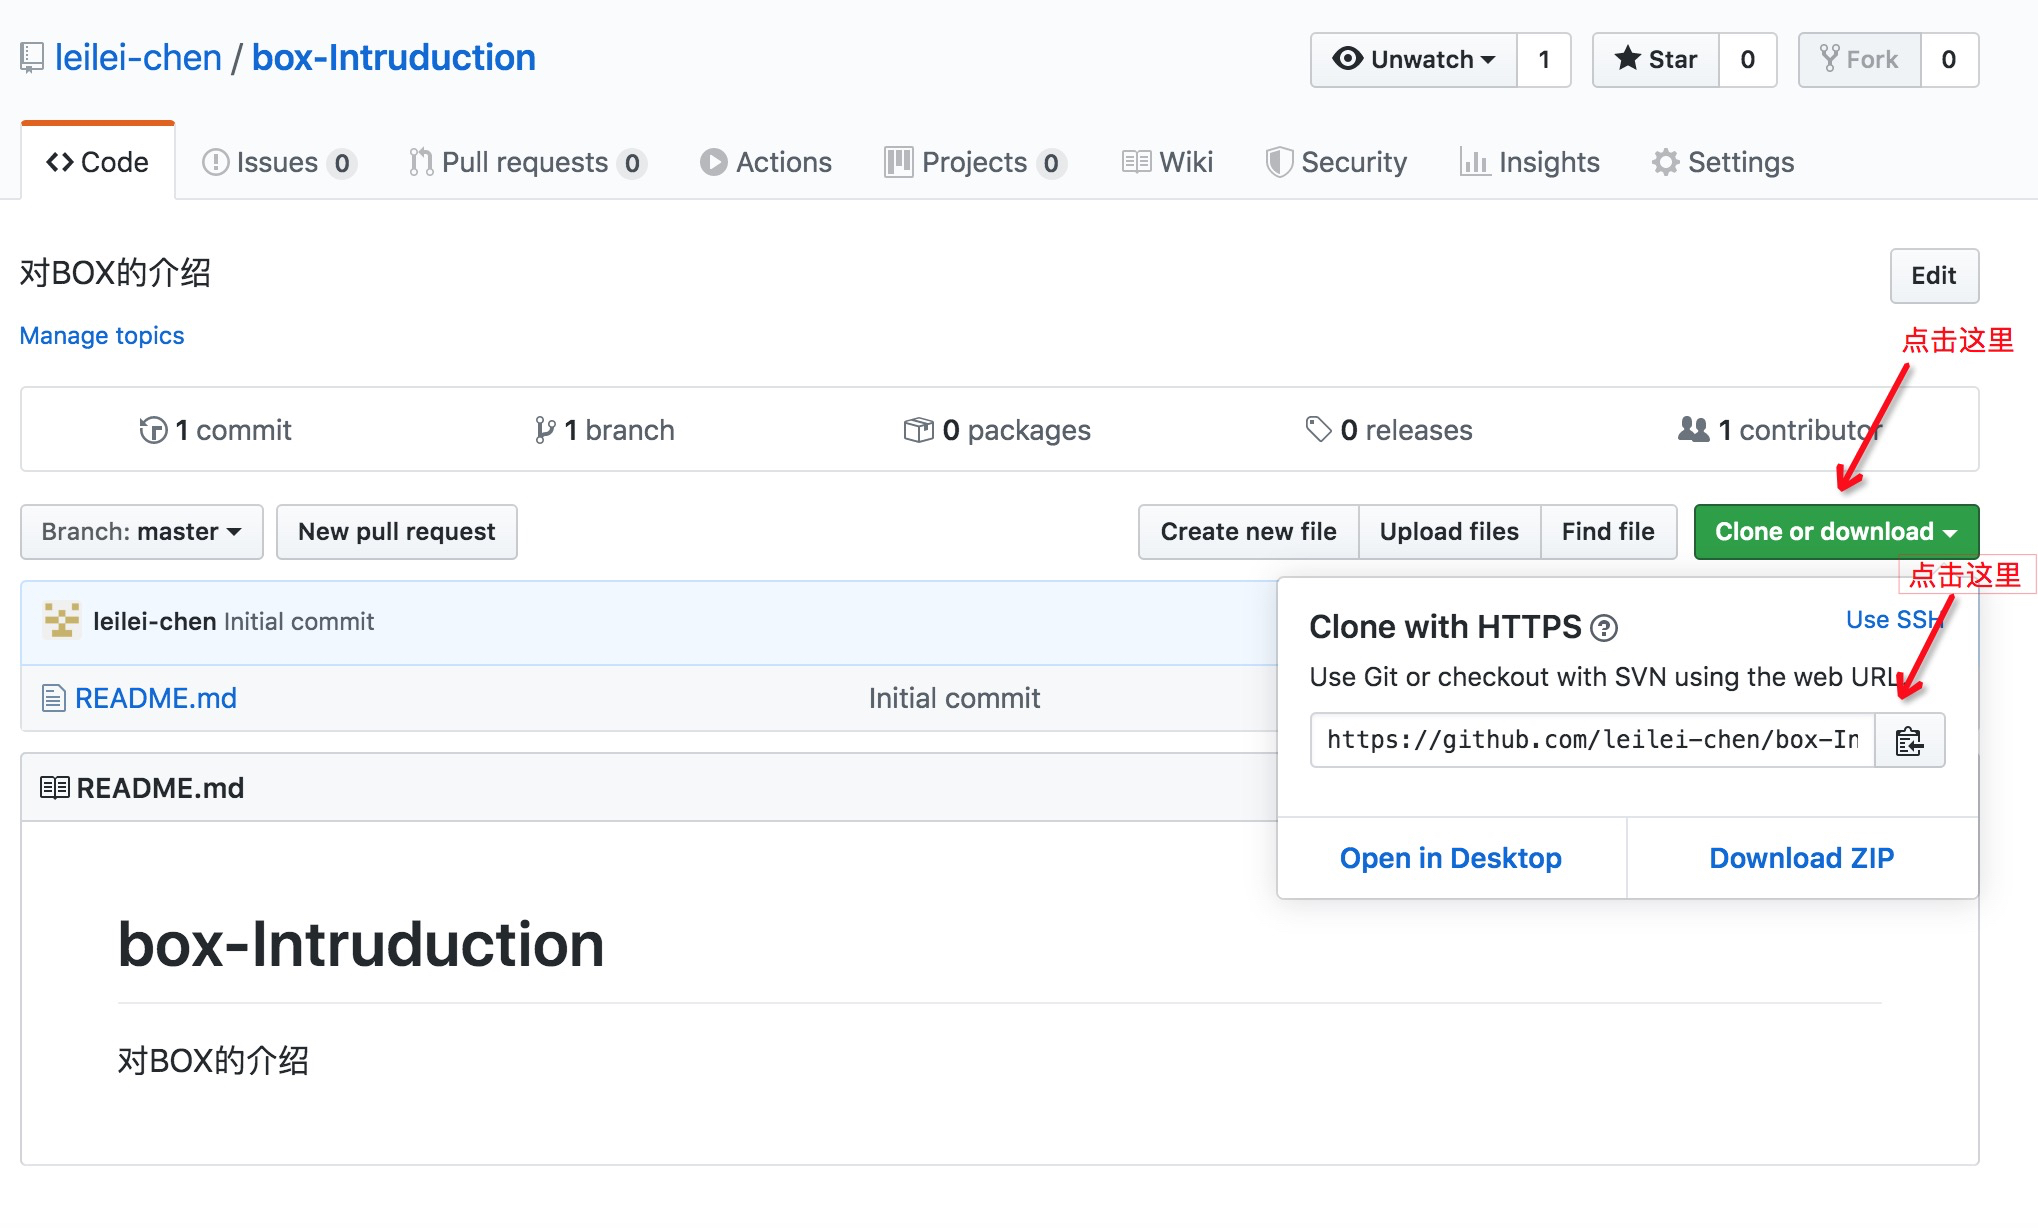 leilei-chen / box-Intruduction
Unwatch 1 Star 0 Fork 0
Code Issues 0 Pull requests 0 Actions Projects 0 Wiki Security Insights Settings
对BOX的介绍
Edit
Manage topics
点击这里
1 commit 1 branch 0 packages 0 releases 1 contributor
Branch: master New pull request Create new file Upload files Find file Clone or download
点击这里
leilei-chen Initial commit
README.md Initial commit
Clone with HTTPS Use SSH
Use Git or checkout with SVN using the web URL.
https://github.com/leilei-chen/box-In
Open in Desktop Download ZIP
README.md
box-Intruduction
对BOX的介绍